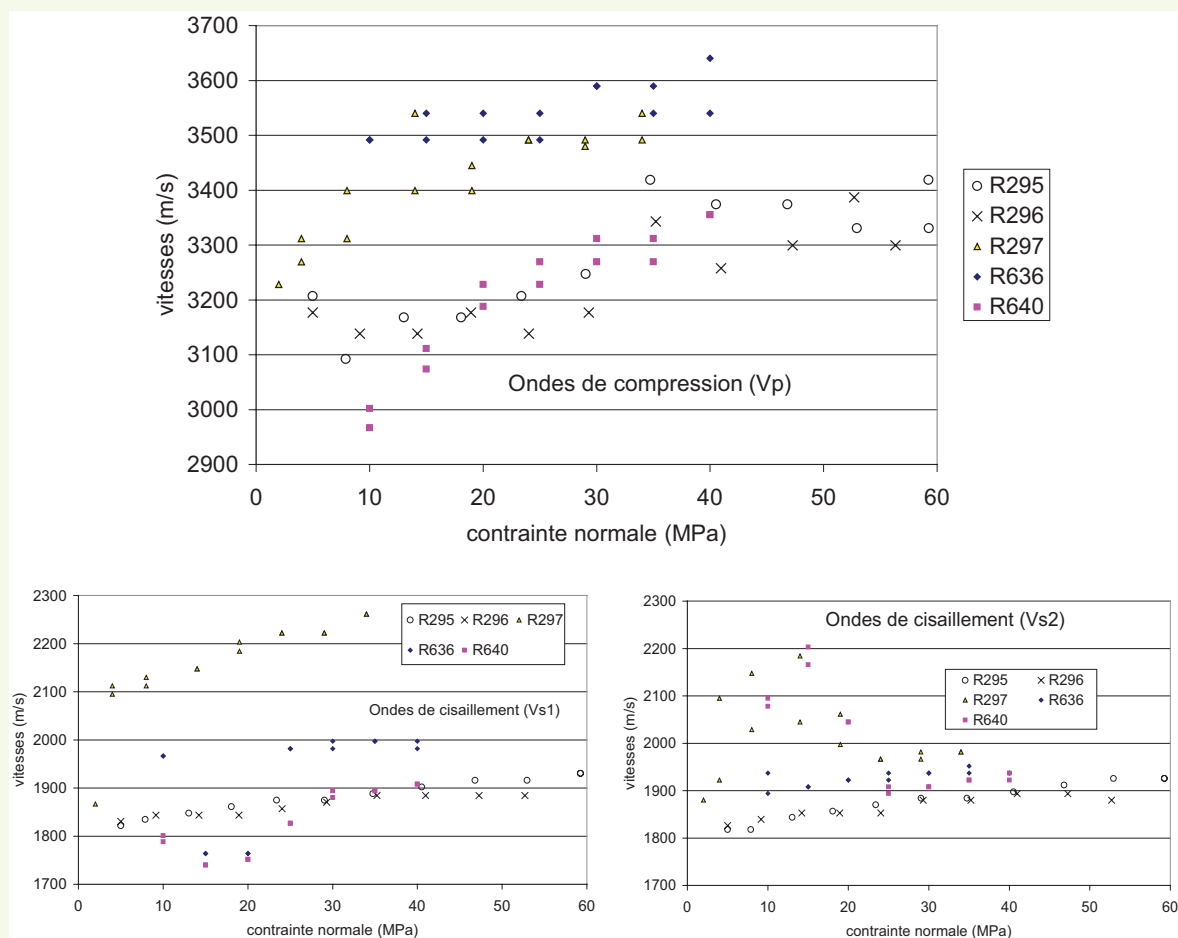 3700
3600
3500
3400
3300
3200
3100
3000
2900
vitesses (m/s)
0 10 20 30 40 50 60
contrainte normale (MPa)
Ondes de compression (Vp)
R295
R296
R297
R636
R640
2300
2200
2100
2000
1900
1800
1700
vitesses (m/s)
0 10 20 30 40 50 60
contrainte normale (MPa)
R295 R296 R297
R636 R640
Ondes de cisaillement (Vs1)
2300
2200
2100
2000
1900
1800
1700
vitesses (m/s)
0 10 20 30 40 50 60
contrainte normale (MPa)
Ondes de cisaillement (Vs2)
R295 R296
R297 R636
R640